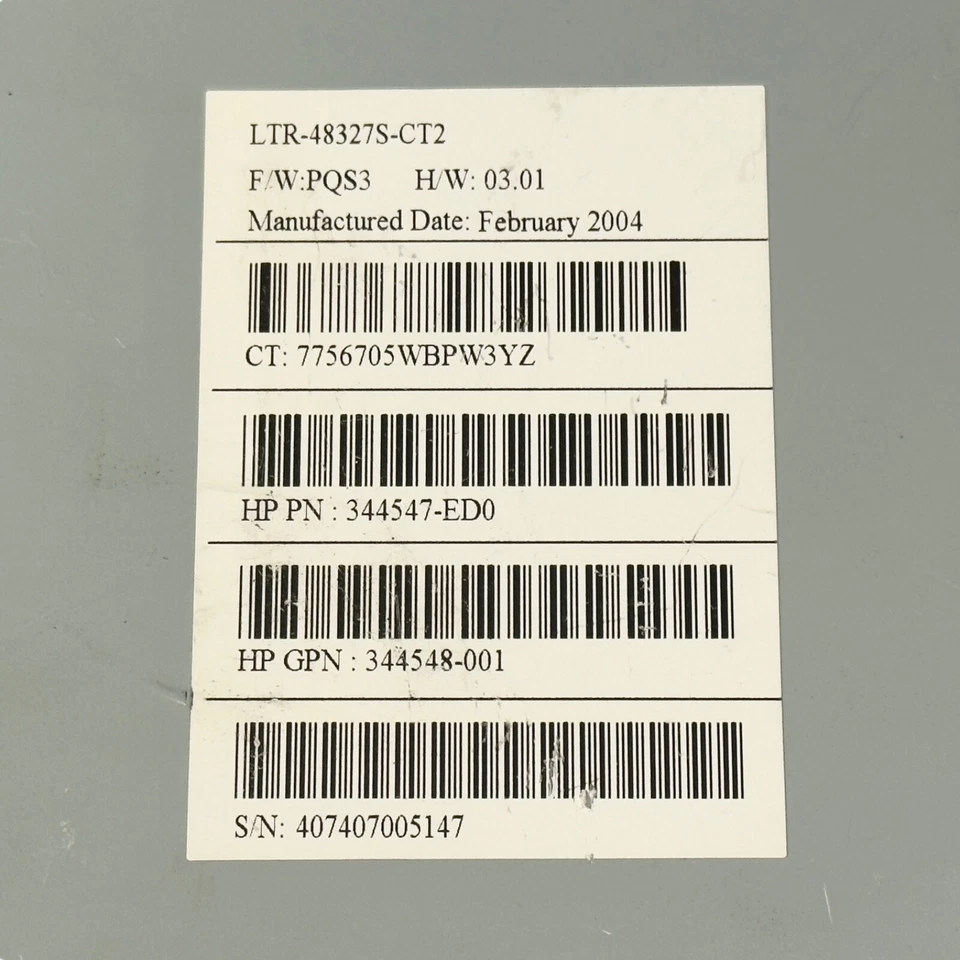 LTR-48327S-CT2
F/W:PQS3 H/W: 03.01
Manufactured Date: February 2004
CT: 7756705WBPW3YZ
HP PN : 344547-ED0
HP GPN : 344548-001
S/N: 407407005147